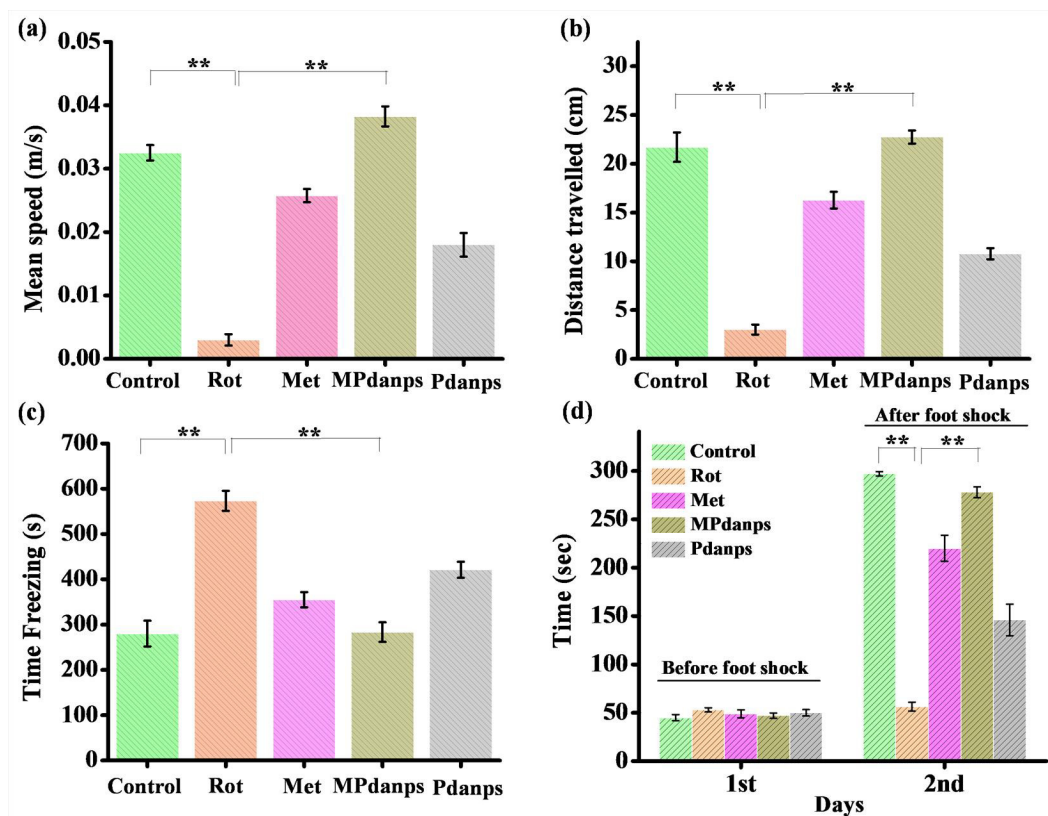 (a)
0.05
0.04
0.03
0.02
0.01
0.00
Mean speed (m/s)
** **
Control Rot Met MPdanps Pdanps
(b)
30
25
20
15
10
5
0
Distance travelled (cm)
** **
Control Rot Met MPdanps Pdanps
(c)
700
600
500
400
300
200
100
0
Time Freezing (s)
** **
Control Rot Met MPdanps Pdanps
(d)
300
250
200
150
100
50
0
Time (sec)
Control
Rot
Met
MPdanps
Pdanps
After foot shock
** **
Before foot shock
1st 2nd
Days